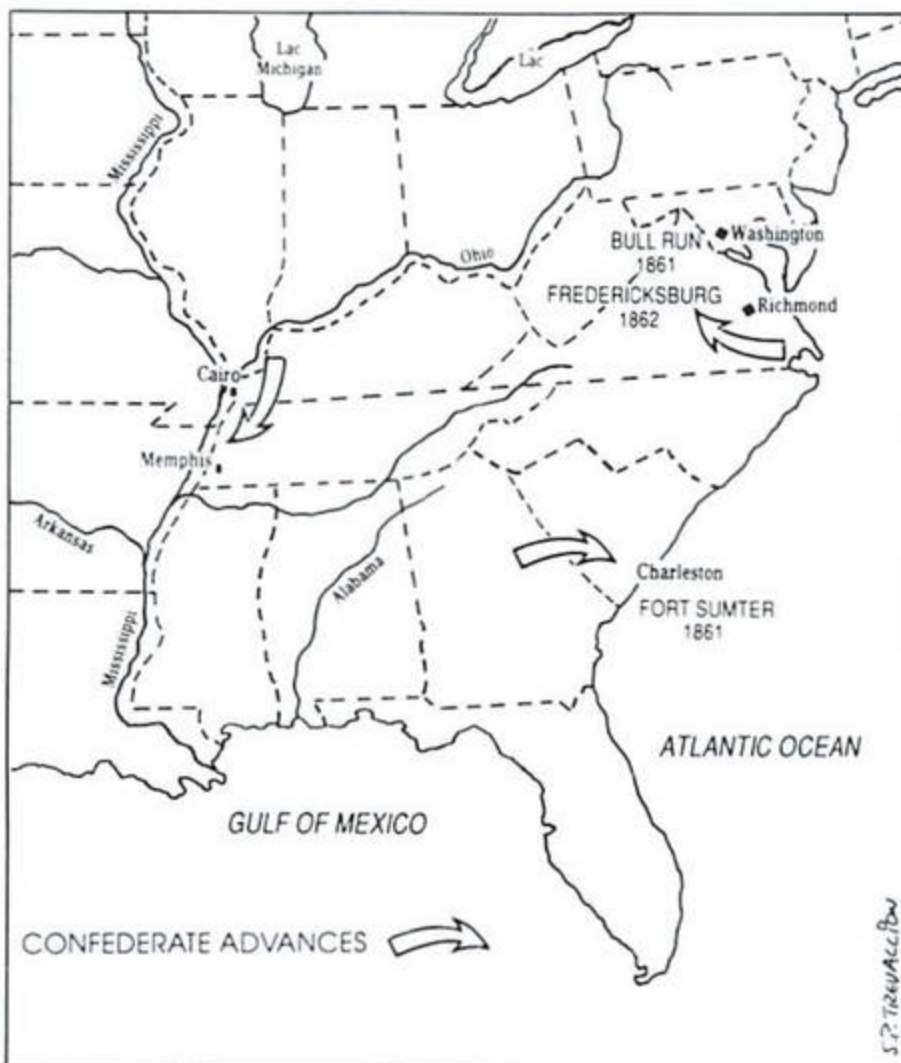 Lac
Michigan
Lac
Mississippi
Ohio
BULL RUN
1861
Washington
FREDERICKSBURG
1862
Richmond
Cairo
Memphis
Arkansas
Alabama
Charleston
FORT SUMTER
1861
Mississippi
ATLANTIC OCEAN
GULF OF MEXICO
CONFEDERATE ADVANCES